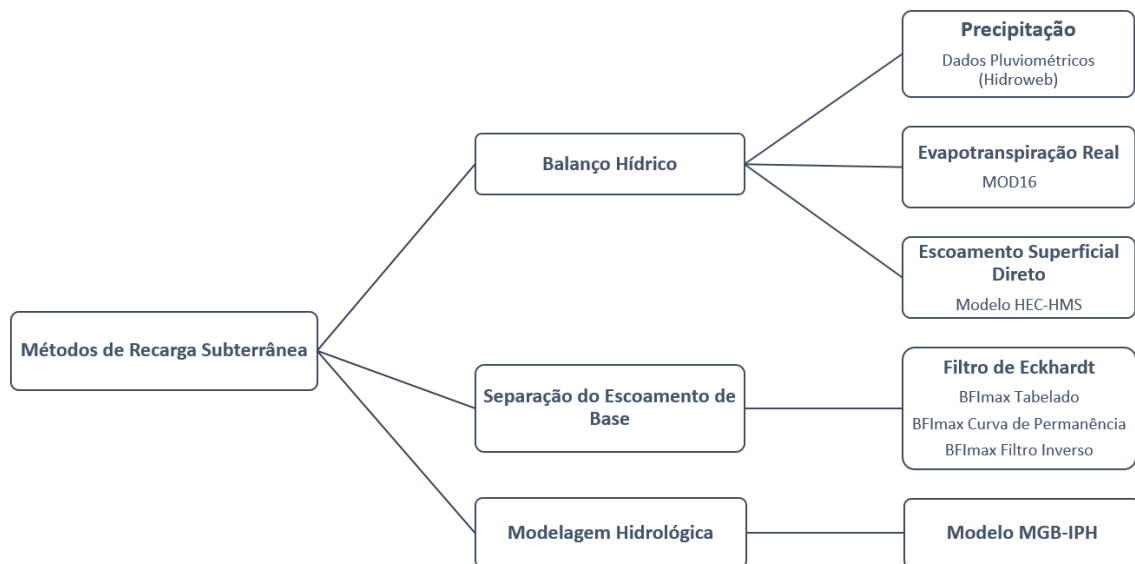 Métodos de Recarga Subterrânea
Balanço Hídrico
Precipitação
Dados Pluviométricos
(Hidroweb)
Evapotranspiração Real
MOD16
Escoamento Superficial
Direto
Modelo HEC-HMS
Separação do Escoamento de
Base
Filtro de Eckhardt
BFImax Tabelado
BFImax Curva de Permanência
BFImax Filtro Inverso
Modelagem Hidrológica
Modelo MGB-IPH